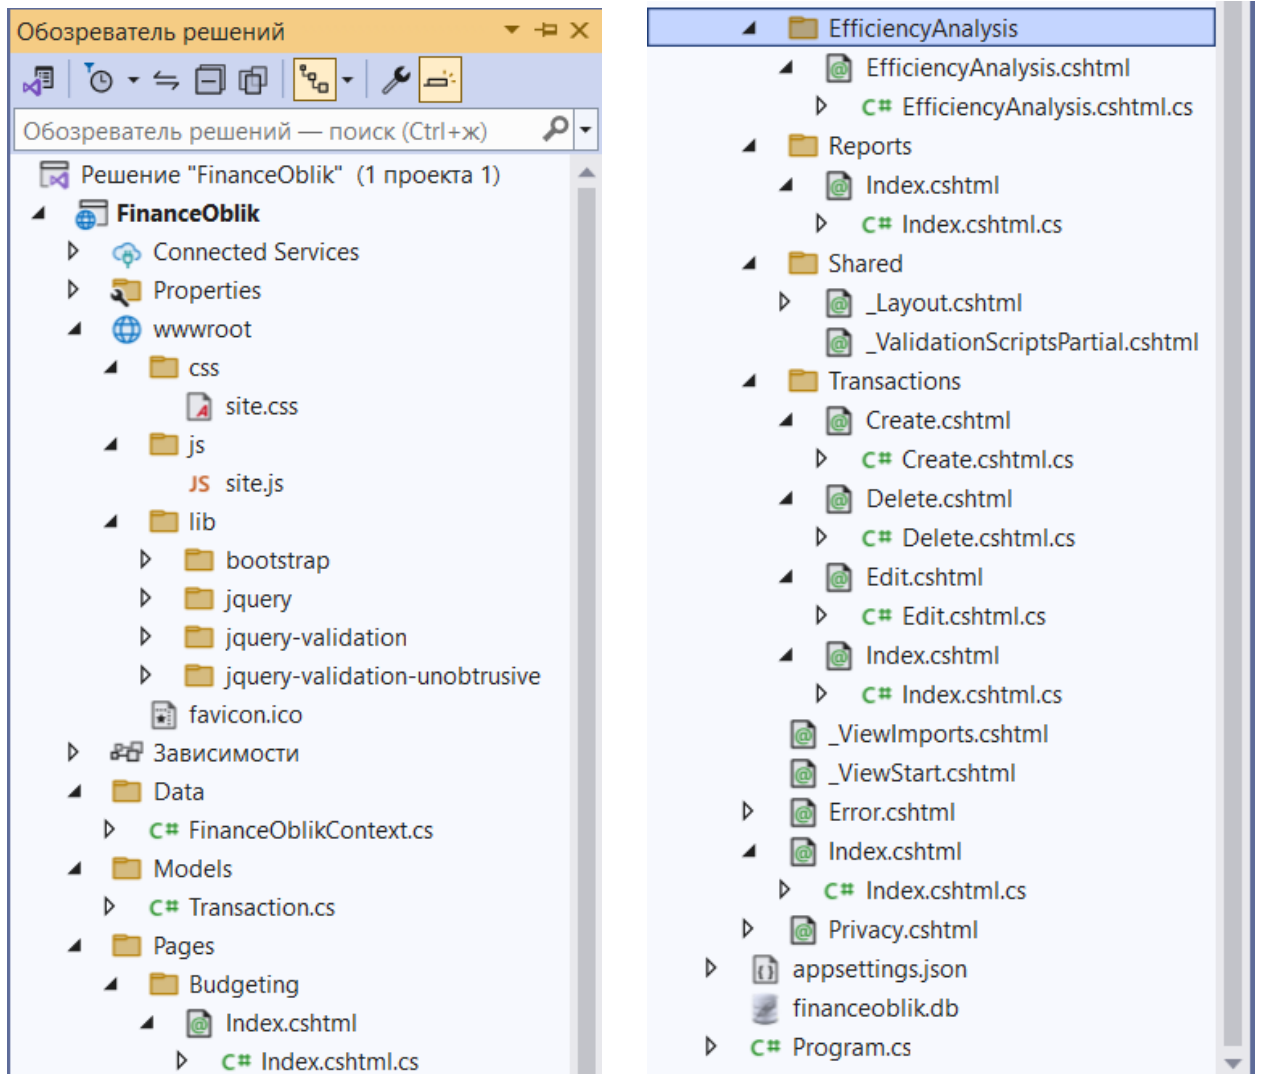 Обозреватель решений
Обозреватель решений — поиск (Ctrl+ж)
Решение "FinanceOblik" (1 проекта 1)
FinanceOblik
Connected Services
Properties
wwwroot
css
site.css
js
JS site.js
lib
bootstrap
jquery
jquery-validation
jquery-validation-unobtrusive
favicon.ico
Зависимости
Data
C# FinanceOblikContext.cs
Models
C# Transaction.cs
Pages
Budgeting
Index.cshtml
C# Index.cshtml.cs
EfficiencyAnalysis
EfficiencyAnalysis.cshtml
C# EfficiencyAnalysis.cshtml.cs
Reports
Index.cshtml
C# Index.cshtml.cs
Shared
_Layout.cshtml
_ValidationScriptsPartial.cshtml
Transactions
Create.cshtml
C# Create.cshtml.cs
Delete.cshtml
C# Delete.cshtml.cs
Edit.cshtml
C# Edit.cshtml.cs
Index.cshtml
C# Index.cshtml.cs
_ViewImports.cshtml
_ViewStart.cshtml
Error.cshtml
Index.cshtml
C# Index.cshtml.cs
Privacy.cshtml
appsettings.json
financeoblik.db
C# Program.cs